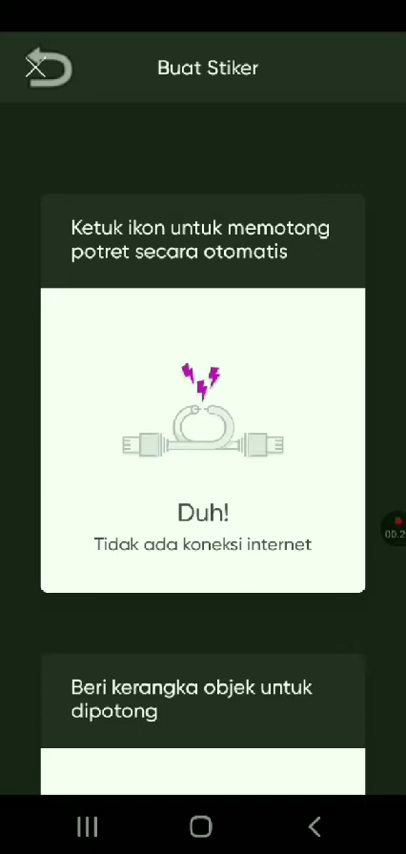 Buat Stiker
Ketuk ikon untuk memotong
potret secara otomatis
Duh!
Tidak ada koneksi internet
Beri kerangka objek untuk
dipotong